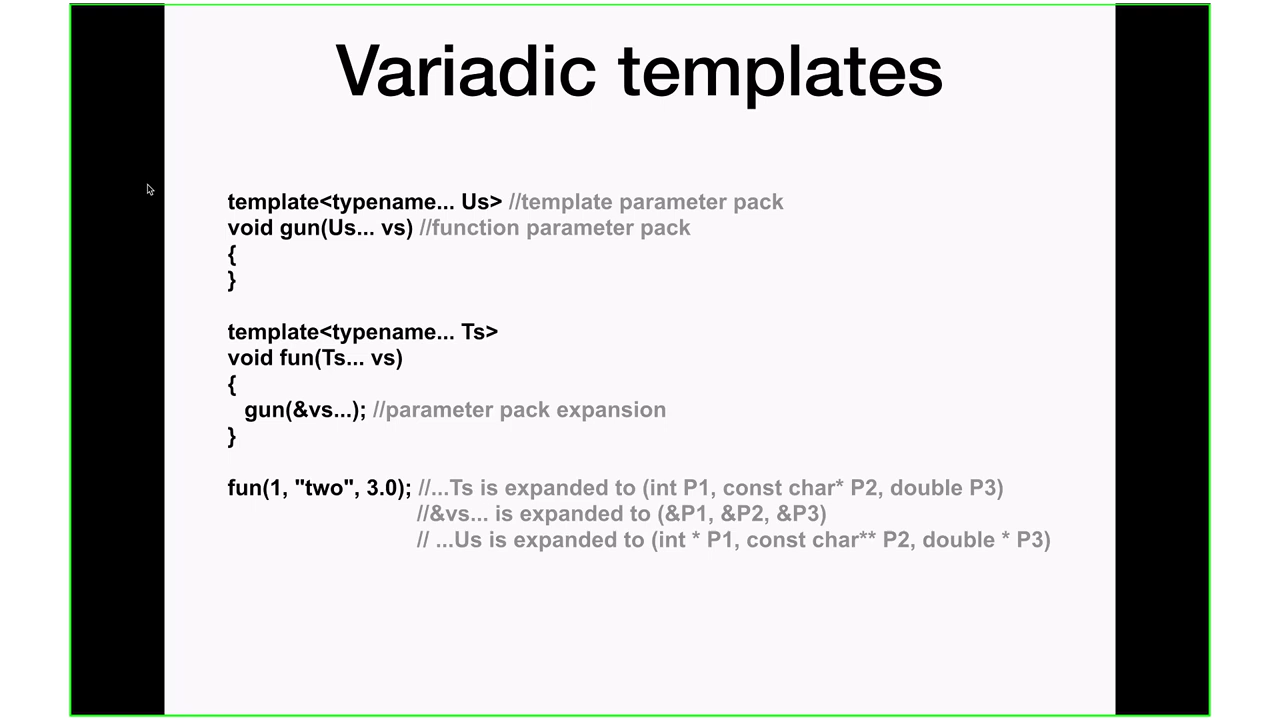 Variadic templates
template<typename... Us> //template parameter pack
void gun(Us... vs) //function parameter pack
{
}
template<typename... Ts>
void fun(Ts... vs)
{
gun(&vs...); //parameter pack expansion
}
fun(1, "two", 3.0); //...Ts is expanded to (int P1, const char* P2, double P3)
//&vs... is expanded to (&P1, &P2, &P3)
// ...Us is expanded to (int * P1, const char** P2, double * P3)